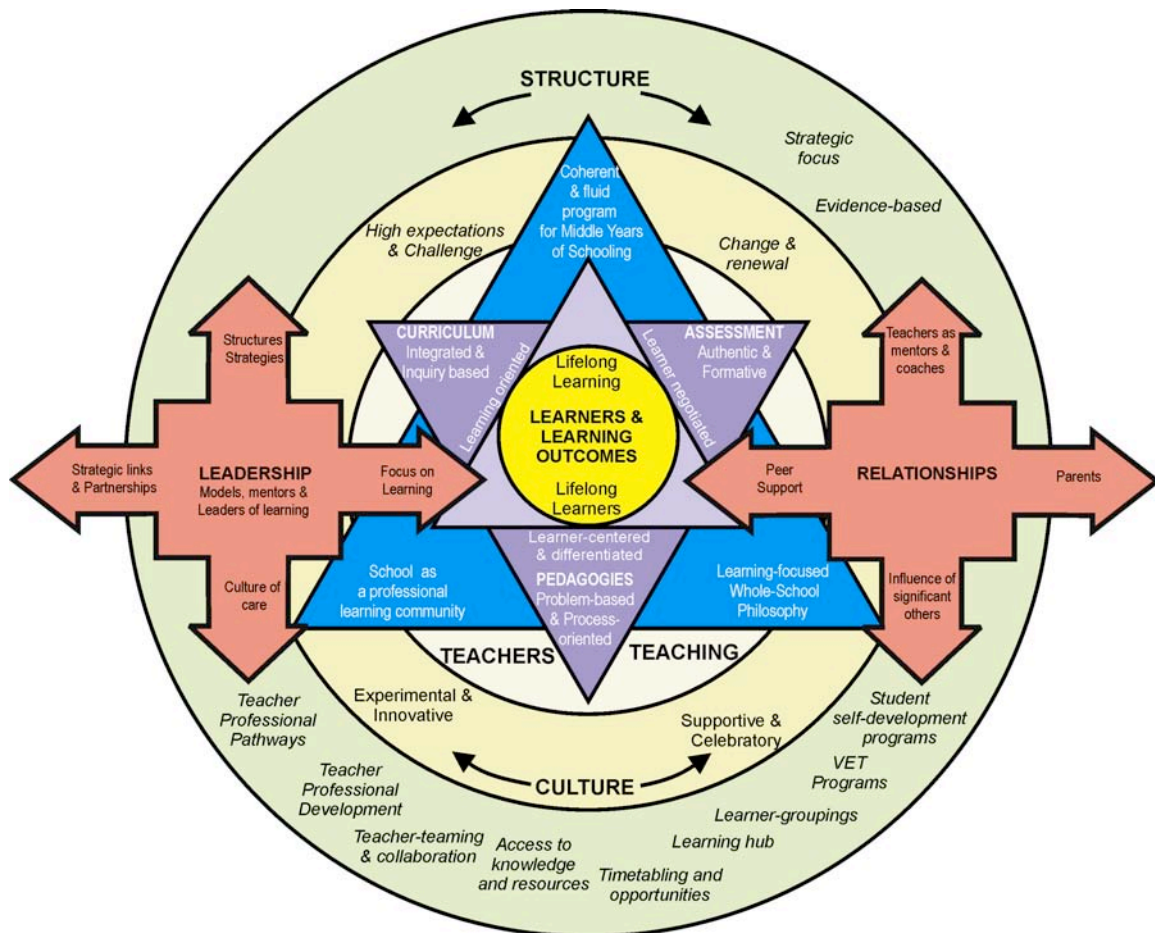 STRUCTURE
Strategic
focus
Evidence-based
Coherent
& fluid
program
for Middle Years
of Schooling
High expectations
& Challenge
Change &
renewal
Structures
Strategies
Strategic links
& Partnerships
LEADERSHIP
Models, mentors &
Leaders of learning
Focus on
Learning
Culture of
care
CURRICULUM
Integrated &
Inquiry based
Learning oriented
ASSESSMENT
Authentic &
Formative
Learner negotiated
Lifelong
Learning
LEARNERS &
LEARNING
OUTCOMES
Lifelong
Learners
Teachers as
mentors &
coaches
Peer
Support
RELATIONSHIPS
Parents
Influence of
significant
others
Learner-centered
& differentiated
PEDAGOGIES
Problem-based
& Process-
oriented
School as
a professional
learning community
Learning-focused
Whole-School
Philosophy
TEACHERS
TEACHING
Experimental &
Innovative
Supportive &
Celebratory
CULTURE
Teacher
Professional
Pathways
Teacher
Professional
Development
Teacher-teaming
& collaboration
Access to
knowledge
and resources
Timetabling and
opportunities
Learning hub
Learner-groupings
VET
Programs
Student
self-development
programs